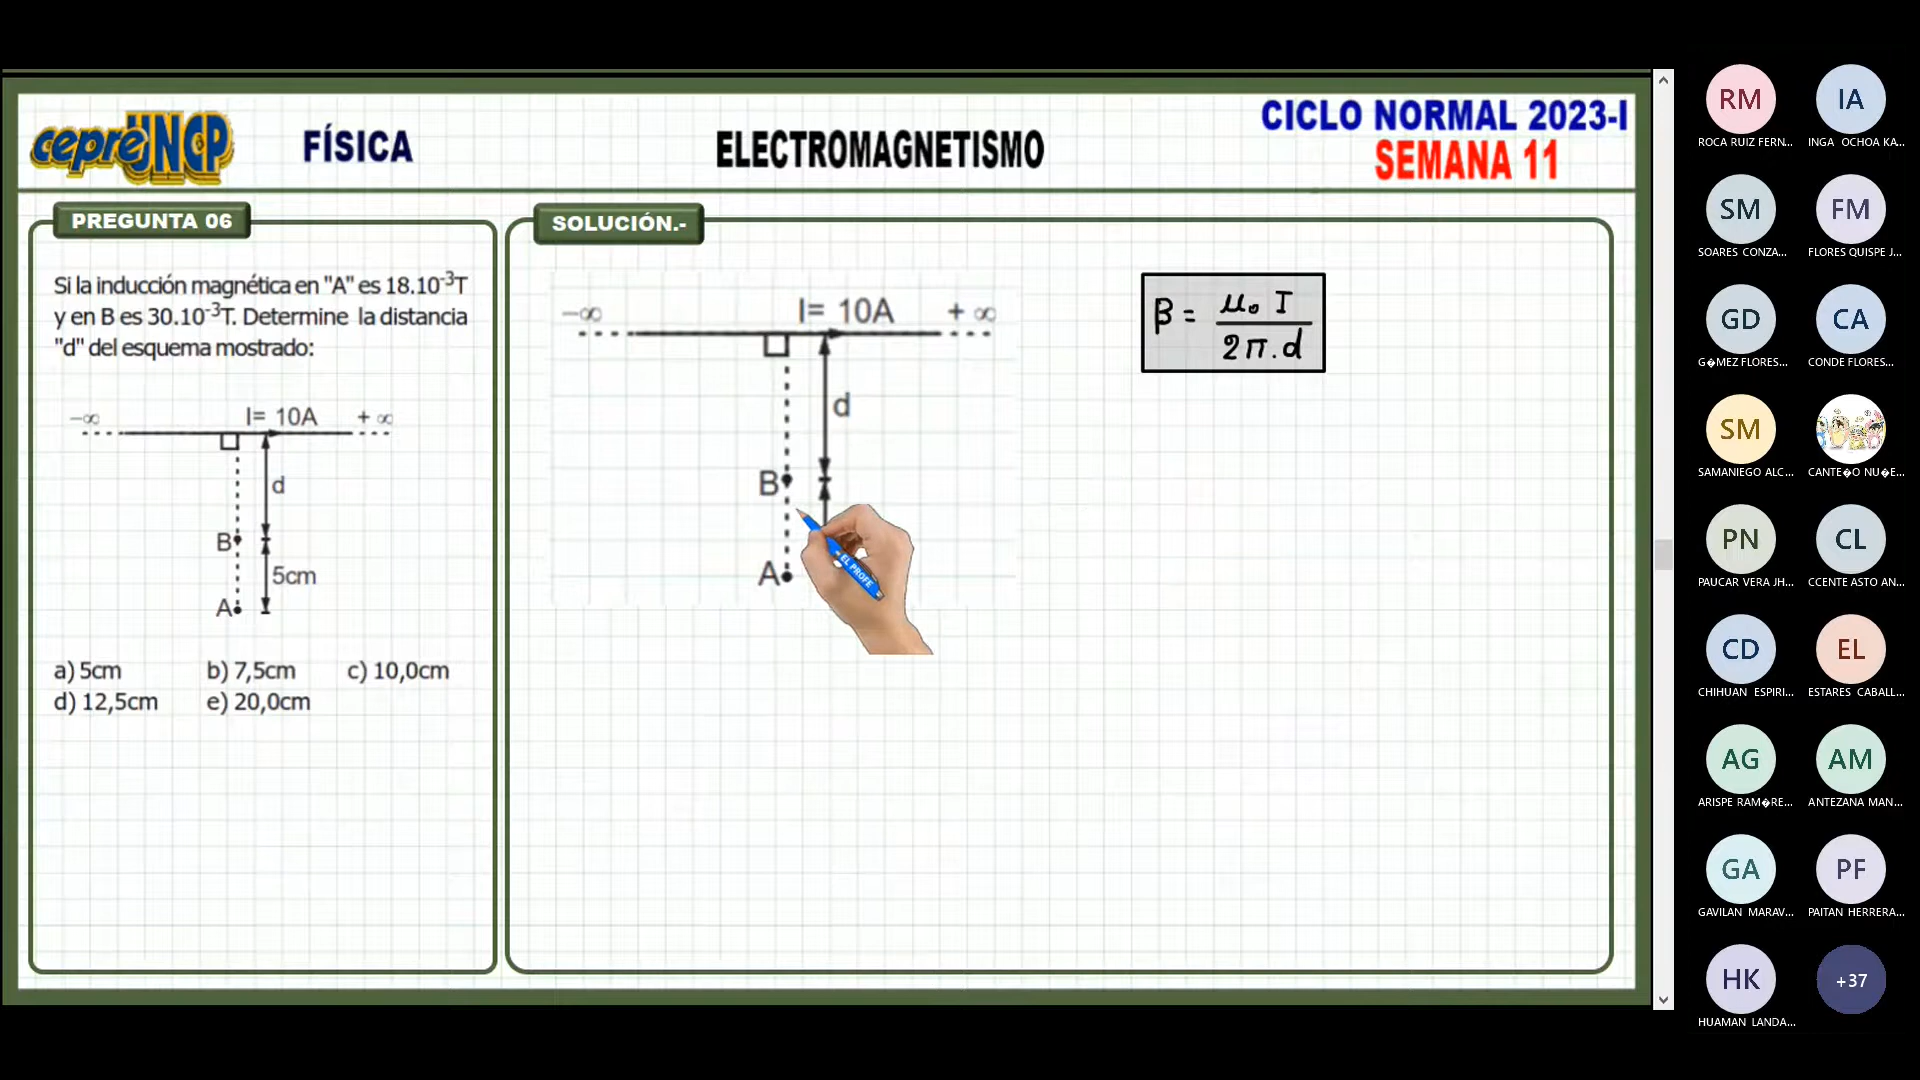 cepreUNCP
FÍSICA
ELECTROMAGNETISMO
CICLO NORMAL 2023-I
SEMANA 11
PREGUNTA 06
Si la inducción magnética en "A" es 18.10⁻³T
y en B es 30.10⁻³T. Determine la distancia
"d" del esquema mostrado:
−∞ I= 10A + ∞
d
B
5cm
A
a) 5cm b) 7,5cm c) 10,0cm
d) 12,5cm e) 20,0cm
SOLUCIÓN.-
−∞ I= 10A + ∞
d
B
A
EL PROFE
B = μ₀ I
2π.d
RM IA
ROCA RUIZ FERN... INGA OCHOA KA...
SM FM
SOARES CONZA... FLORES QUISPE J...
GD CA
G�MEZ FLORES... CONDE FLORES...
SM
SAMANIEGO ALC... CANTE�O NU�E...
PN CL
PAUCAR VERA JH... CCENTE ASTO AN...
CD EL
CHIHUAN ESPIRI... ESTARES CABALL...
AG AM
ARISPE RAM�RE... ANTEZANA MAN...
GA PF
GAVILAN MARAV... PAITAN HERRERA...
HK +37
HUAMAN LANDA...